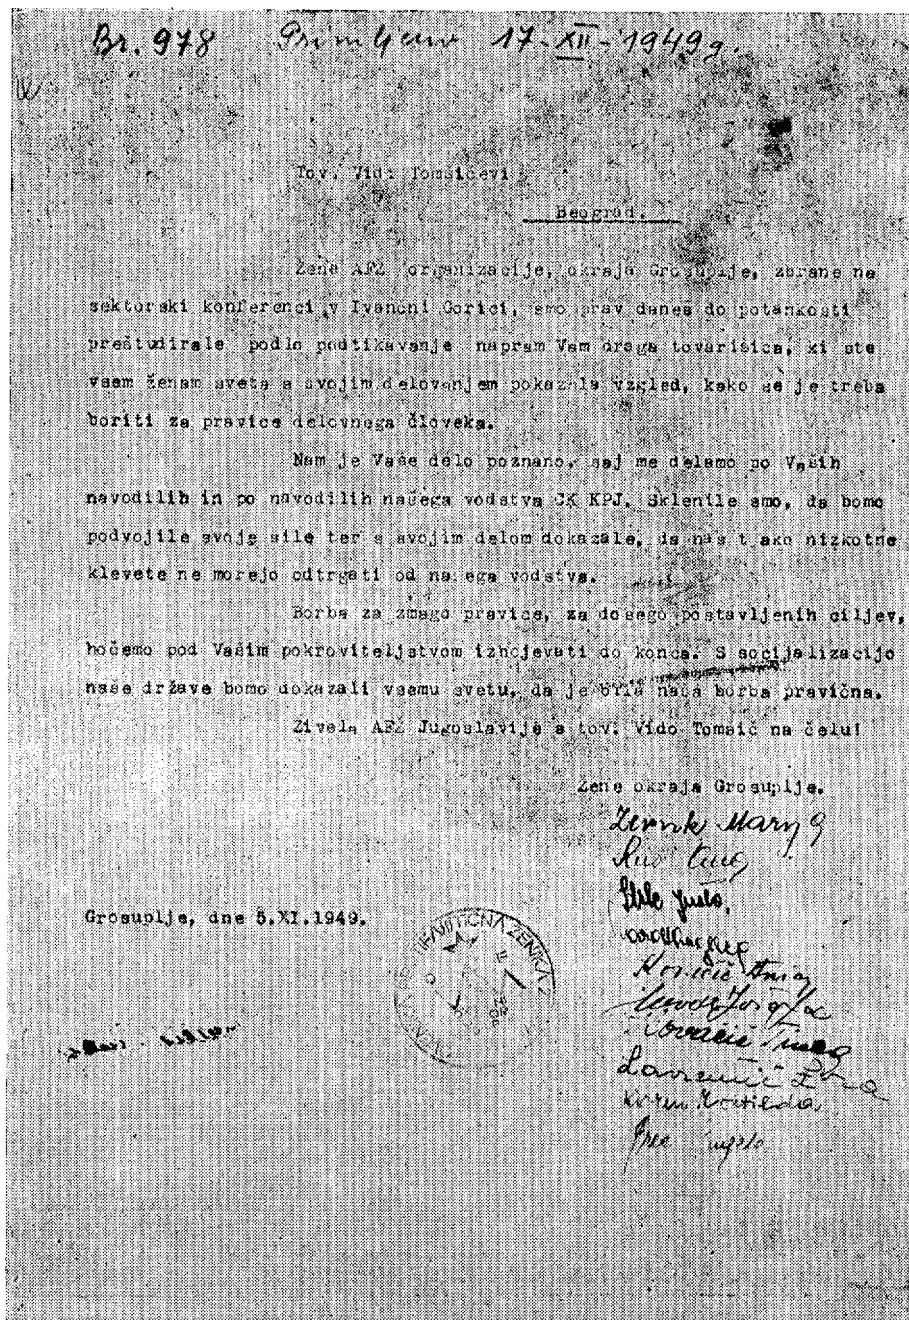 Br. 978 Primljeno 17-XII-1949 g.
Tov. Vidi Tomšičevi
Beograd.
Žene AFŽ organizacije, okraja Grosuplje, zbrane na
sektorski konferenci v Ivančni Gorici, smo prav danes do potankosti
preštudirale podlo podtikavanje napram Vam draga tovarišica, ki ste
vsem ženam sveta s svojim delovanjem pokazala vzgled, kako se je treba
boriti za pravice delovnega človeka.
Nam je Vaše delo poznano, saj me delamo po Vaših
navodilih in po navodilih našega vodstva CK KPJ. Sklenile smo, da bomo
podvojile svoje sile ter s svojim delom dokazale, da nas tako nizkotne
klevete ne morejo odtrgati od našega vodstva.
Borba za zmago pravice, za dosego postavljenih ciljev,
hočemo pod Vašim pokroviteljstvom izbojevati do konca. S socijalizacijo
naše države bomo dokazali vsemu svetu, da je bila naša borba pravična.
Živela AFŽ Jugoslavije s tov. Vido Tomšič na čelu!
Žene okraja Grosuplje.
Grosuplje, dne 5.XI.1949.
Kovačič